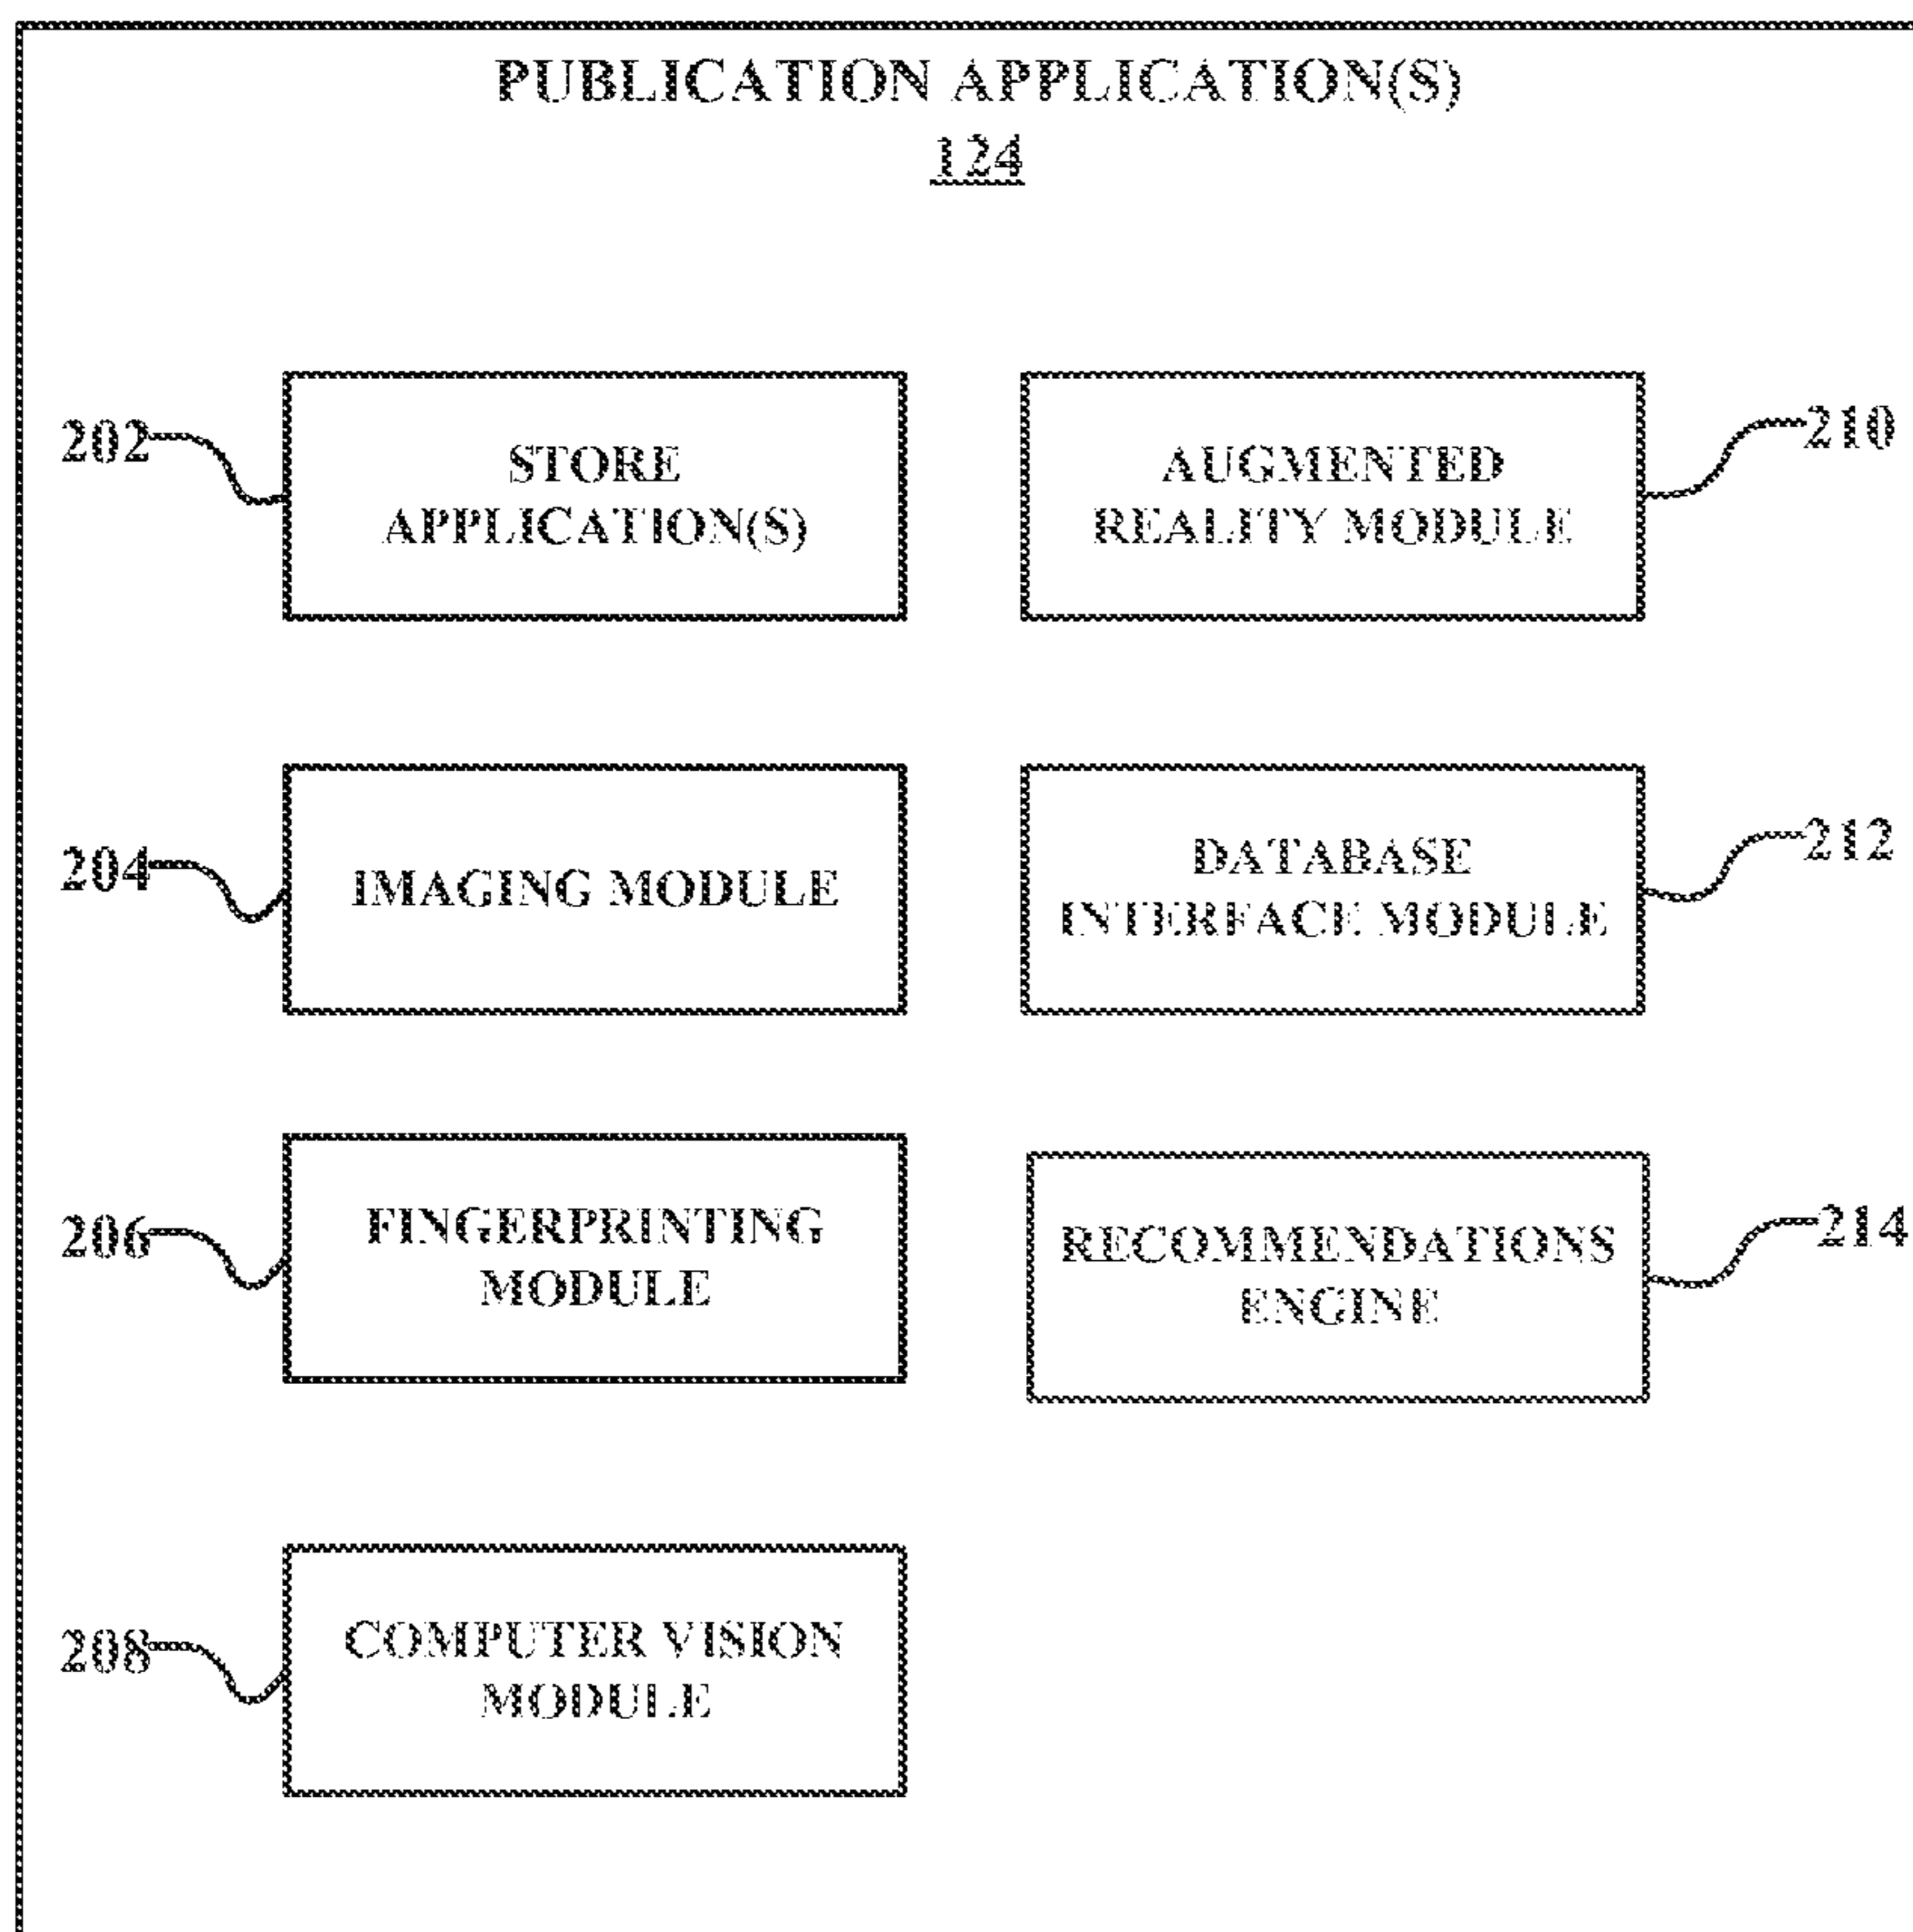 PUBLICATION APPLICATION(S)
124
202
STORE
APPLICATION(S)
AUGMENTED
REALITY MODULE
210
204
IMAGING MODULE
DATABASE
INTERFACE MODULE
212
206
FINGERPRINTING
MODULE
RECOMMENDATIONS
ENGINE
214
208
COMPUTER VISION
MODULE